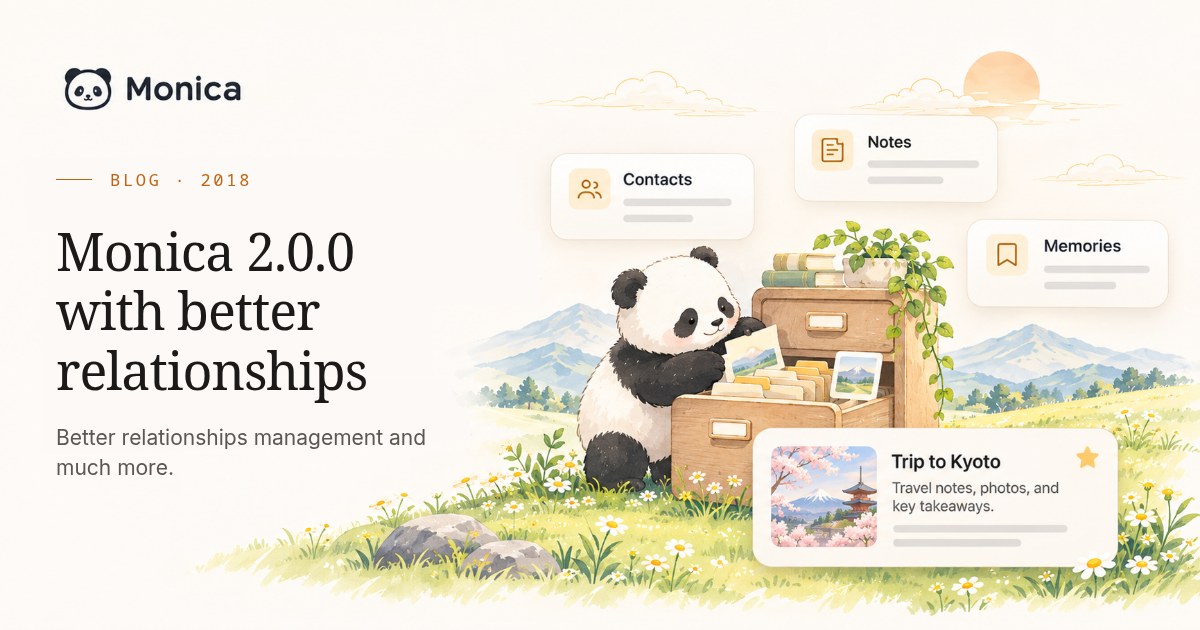 Monica
BLOG · 2018
Monica 2.0.0
with better
relationships
Better relationships management and
much more.
Contacts
Notes
Memories
Trip to Kyoto
Travel notes, photos, and
key takeaways.